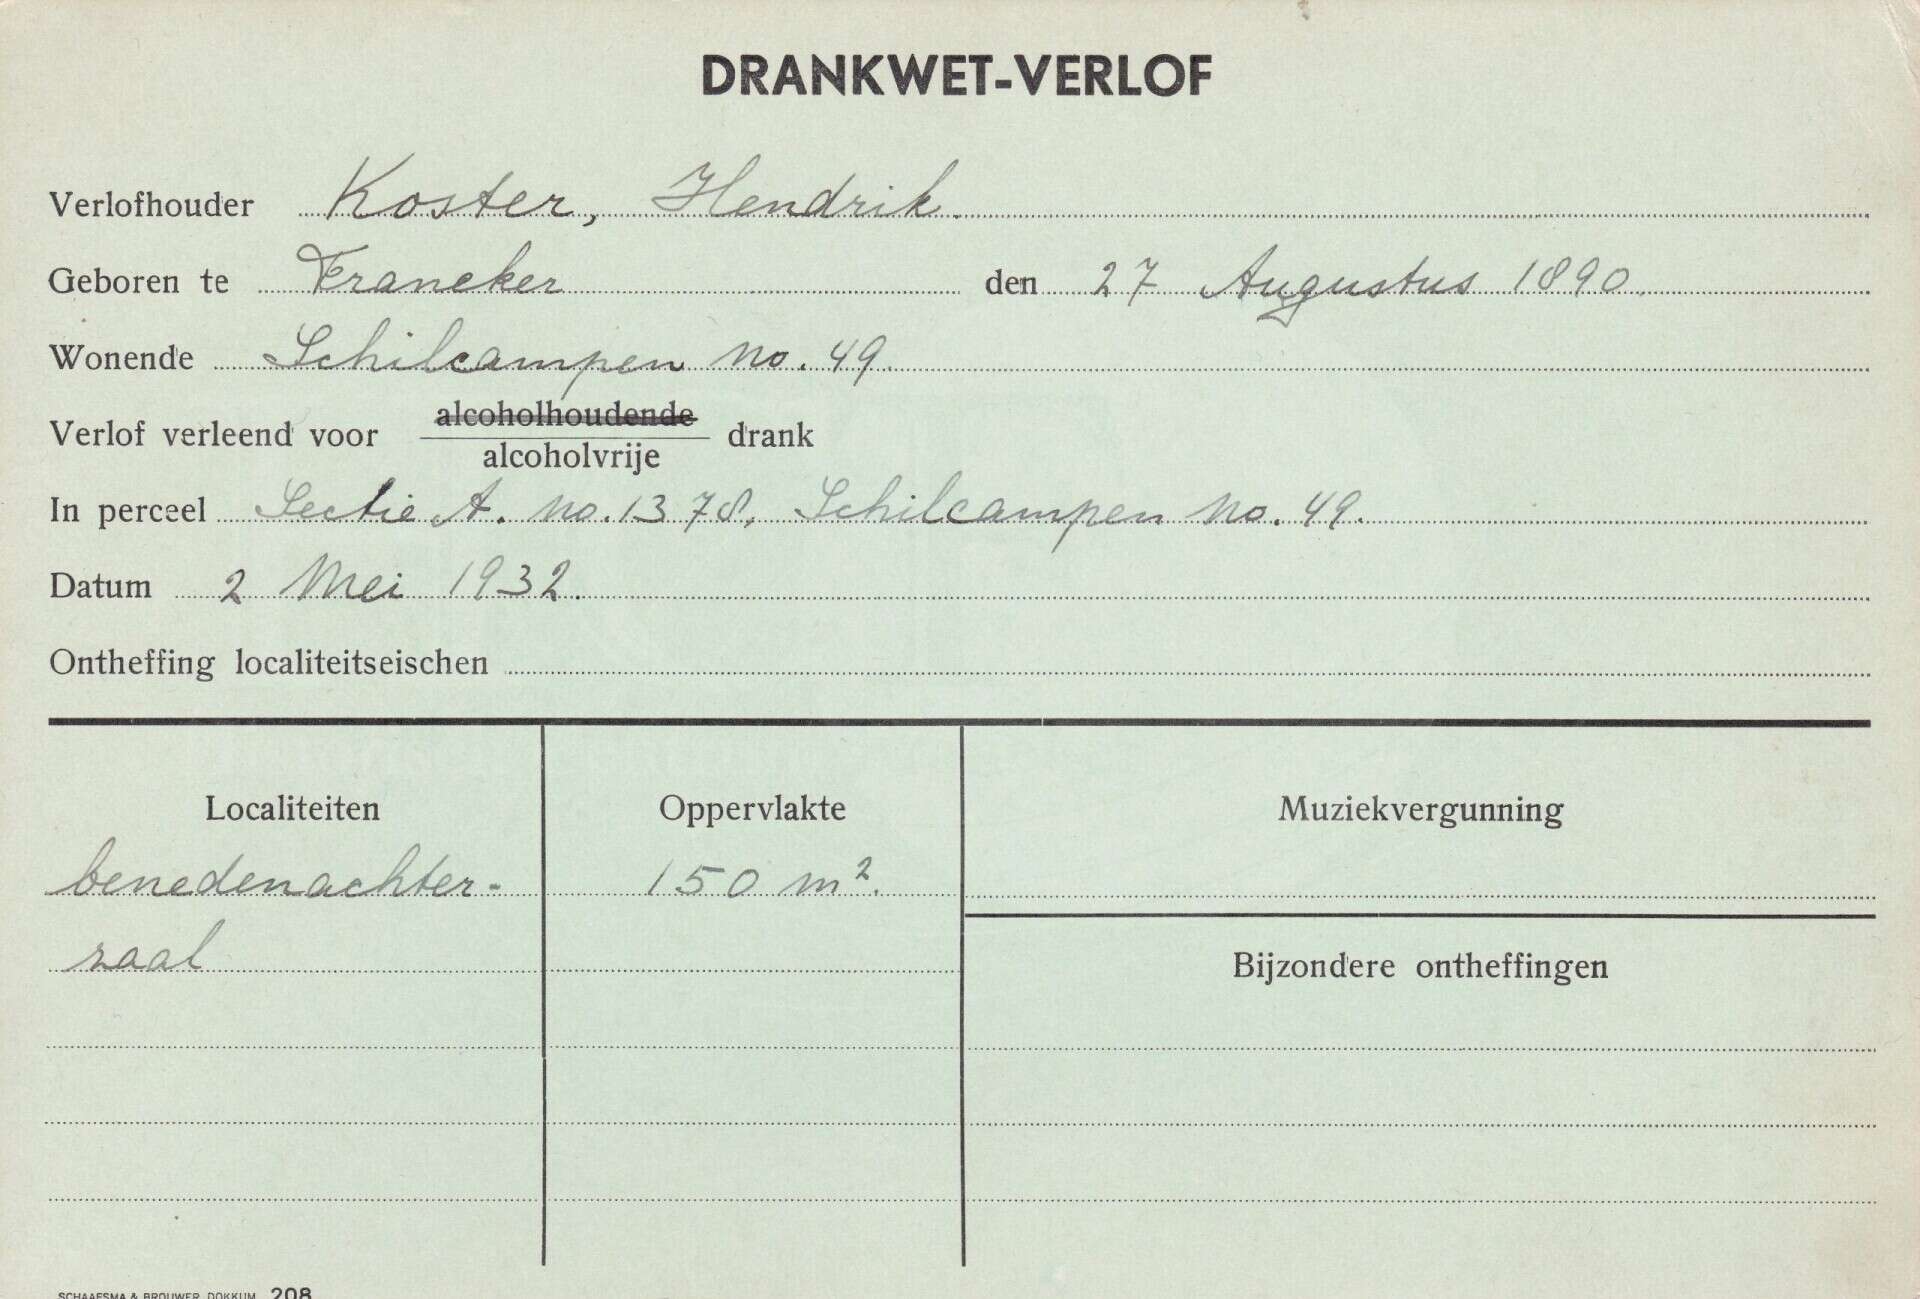 DRANKWET-VERLOF
Verlofhouder Koster, Hendrik.
Geboren te Franeker den 27 Augustus 1890.
Wonende Schilcampen no. 49.
Verlof verleend voor alcoholhoudende drank
alcoholvrije
In perceel Sectie A. no. 1378, Schilcampen no. 49.
Datum 2 Mei 1932.
Ontheffing localiteitseischen
Localiteiten Oppervlakte Muziekvergunning
benedenachter- 150 m².
zaal
Bijzondere ontheffingen
SCHAAFSMA & BROUWER, DOKKUM 208